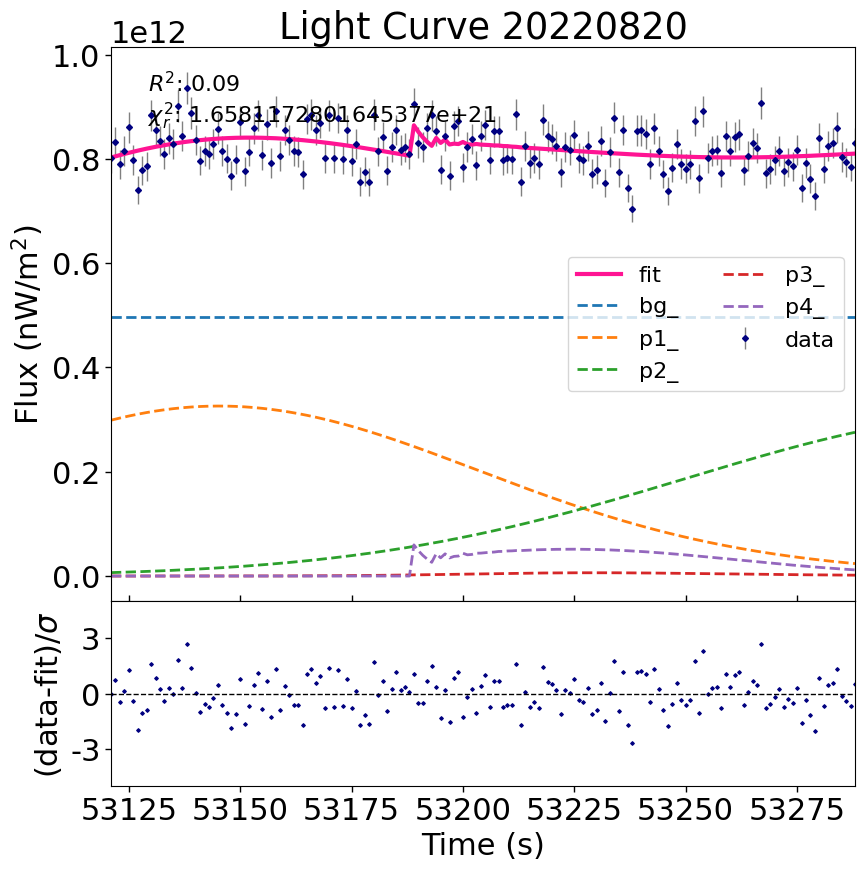 Light Curve 20220820
1e12
R²: 0.09
χ²ᵣ: 1.6581172801645377e+21
1.0
0.8
0.6
0.4
0.2
0.0
Flux (nW/m²)
fit
bg_
p1_
p2_
p3_
p4_
data
3
0
-3
(data-fit)/σ
53125 53150 53175 53200 53225 53250 53275
Time (s)